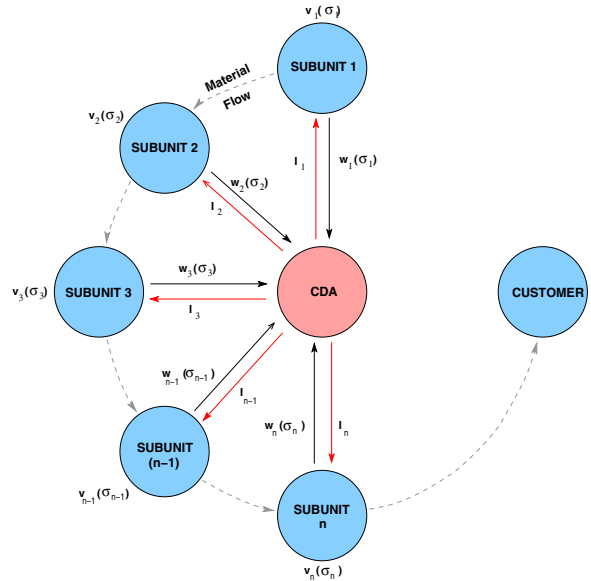 v₁(σ₁)
SUBUNIT 1
Material
Flow
v₂(σ₂)
SUBUNIT 2
I₁
w₁(σ₁)
w₂(σ₂)
I₂
w₃(σ₃)
v₃(σ₃)
SUBUNIT 3
CDA
CUSTOMER
I₃
wₙ₋₁(σₙ₋₁)
Iₙ₋₁
wₙ(σₙ)
Iₙ
SUBUNIT
(n−1)
vₙ₋₁(σₙ₋₁)
SUBUNIT
n
vₙ(σₙ)